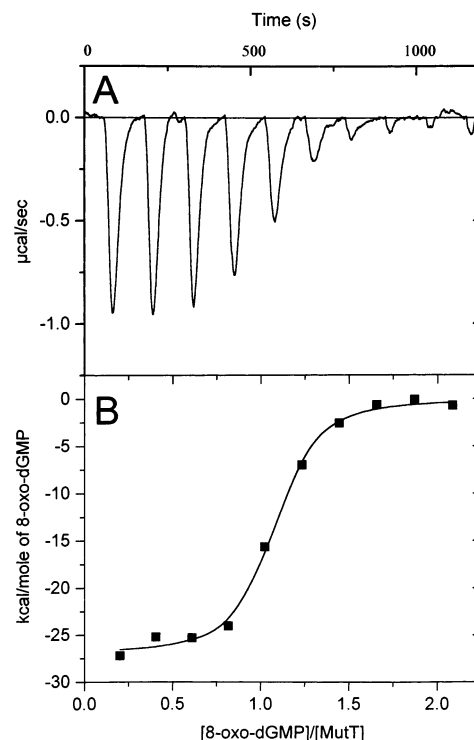 Time (s)
0 500 1000
A
0.0
-0.5
-1.0
µcal/sec
B
0
-5
-10
-15
-20
-25
-30
kcal/mole of 8-oxo-dGMP
0.0 0.5 1.0 1.5 2.0
[8-oxo-dGMP]/[MutT]